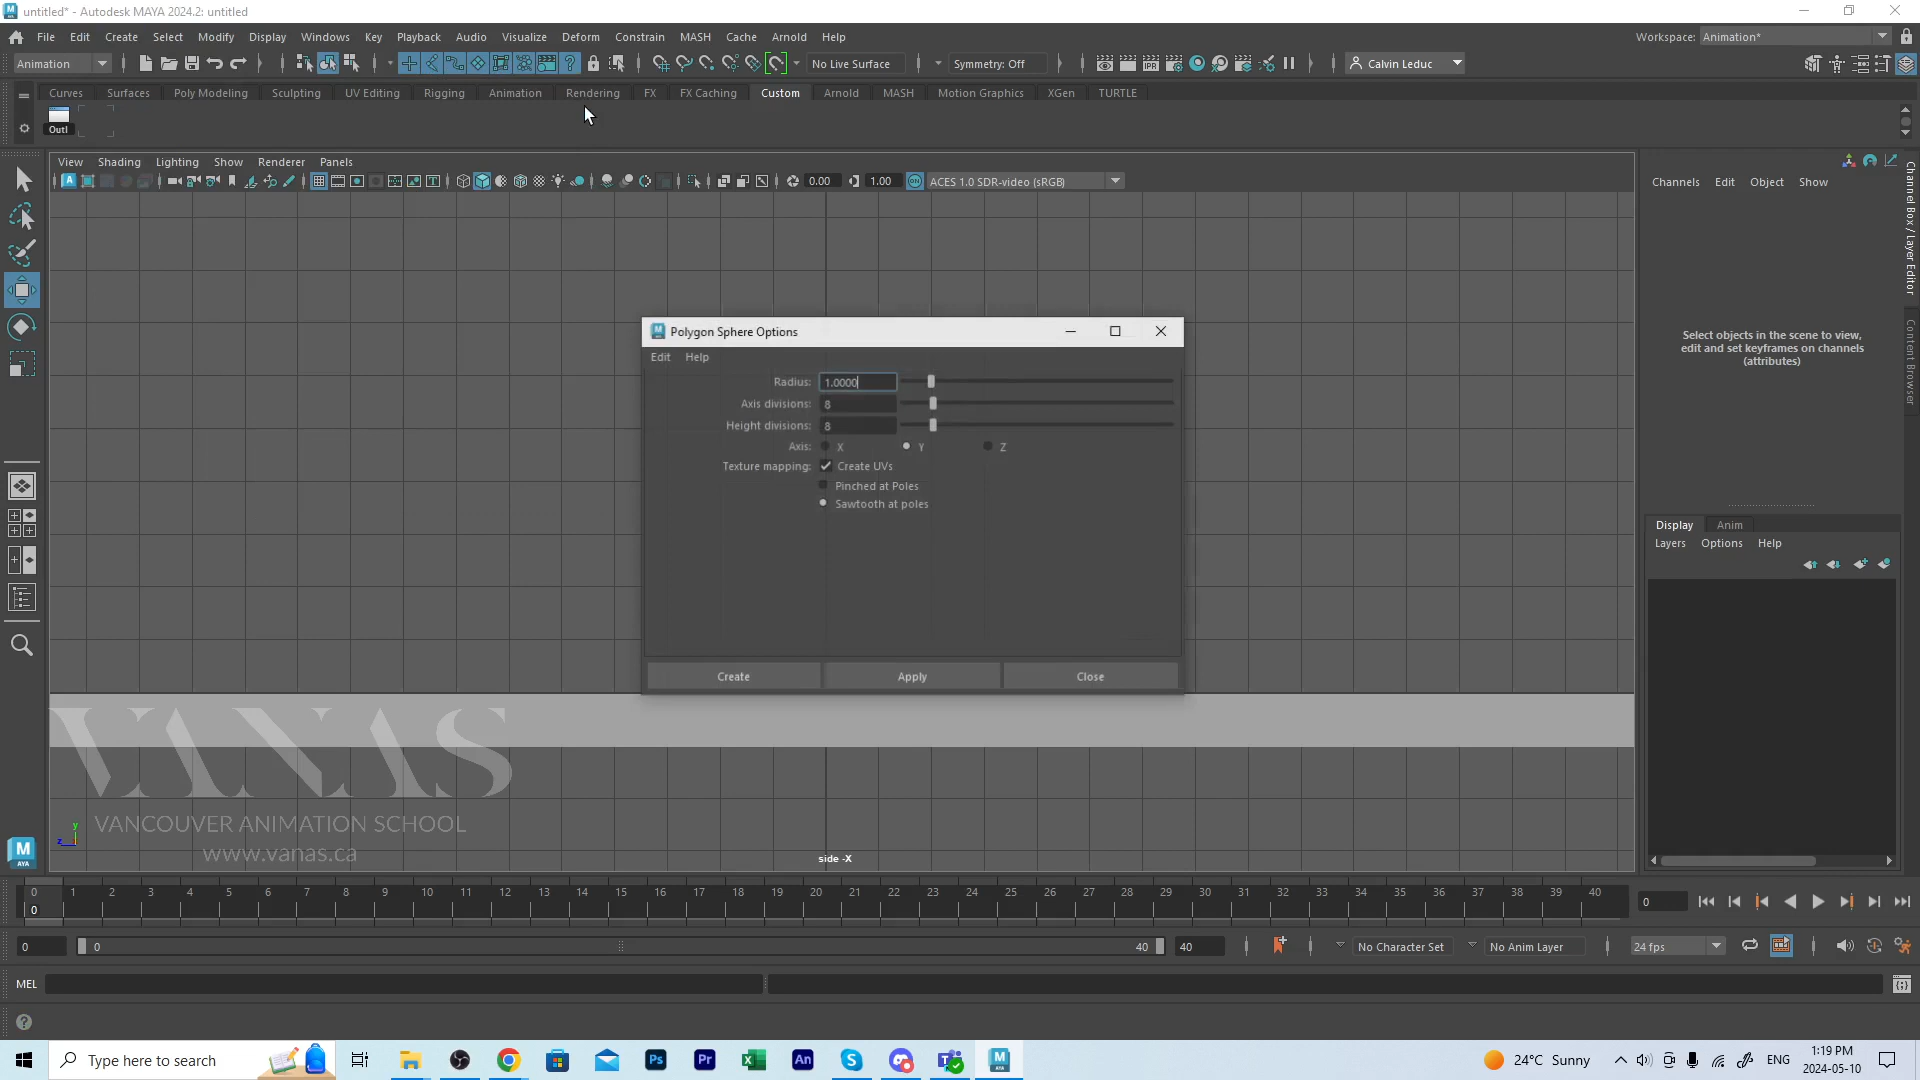 untitled* - Autodesk MAYA 2024.2: untitled
File Edit Create Select Modify Display Windows Key Playback Audio Visualize Deform Constrain MASH Cache Arnold Help
Workspace: Animation*
Animation No Live Surface Symmetry: Off Calvin Leduc
Curves Surfaces Poly Modeling Sculpting UV Editing Rigging Animation Rendering FX FX Caching Custom Arnold MASH Motion Graphics XGen TURTLE
Outl
View Shading Lighting Show Renderer Panels
0.00 1.00 ACES 1.0 SDR-video (sRGB)
Channels Edit Object Show
Channel Box / Layer Editor
Content Browser
Select objects in the scene to view,
edit and set keyframes on channels
(attributes)
Polygon Sphere Options
Edit Help
Radius: 1.0000
Axis divisions: 8
Height divisions: 8
Axis: X Y Z
Texture mapping: Create UVs
Pinched at Poles
Sawtooth at poles
Create Apply Close
Display Anim
Layers Options Help
VANAS
VANCOUVER ANIMATION SCHOOL
www.vanas.ca
y
z
side -X
M
AYA
0 1 2 3 4 5 6 7 8 9 10 11 12 13 14 15 16 17 18 19 20 21 22 23 24 25 26 27 28 29 30 31 32 33 34 35 36 37 38 39 40
0
0
0 0 40 40 No Character Set No Anim Layer 24 fps
MEL
Type here to search
Ps Pr An
24°C Sunny ENG
1:19 PM
2024-05-10